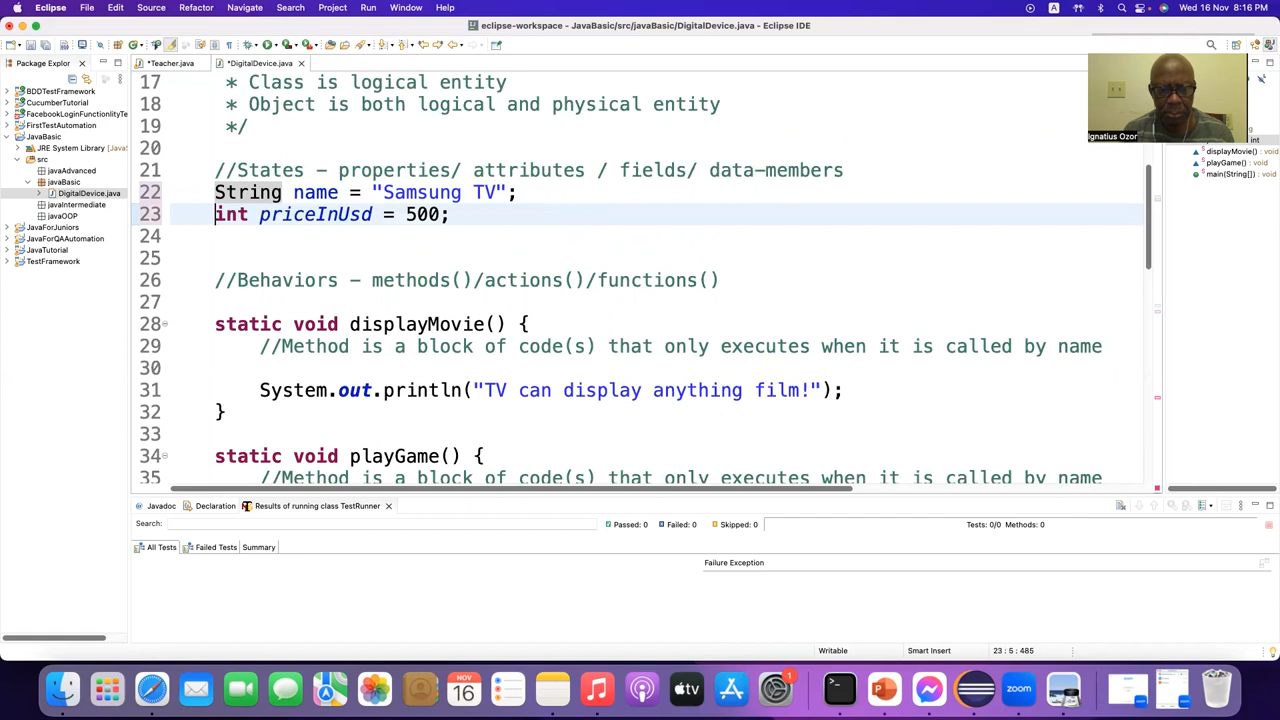 Eclipse File Edit Source Refactor Navigate Search Project Run Window Help
Wed 16 Nov 8:16 PM
eclipse-workspace - JavaBasic/src/javaBasic/DigitalDevice.java - Eclipse IDE
Package Explor
*Teacher.java
*DigitalDevice.java
BDDTestFramework
CucumberTutorial
FacebookLoginFunctionlityTe
FirstTestAutomation
JavaBasic
JRE System Library [Java
src
javaAdvanced
javaBasic
DigitalDevice.java
javaIntermediate
javaOOP
JavaForJuniors
JavaForQAAutomation
JavaTutorial
TestFramework
17 * Class is logical entity
18 * Object is both logical and physical entity
19 */
20
21 //States - properties/ attributes / fields/ data-members
22 String name = "Samsung TV";
23 int priceInUsd = 500;
24
25
26 //Behaviors - methods()/actions()/functions()
27
28 static void displayMovie() {
29 //Method is a block of code(s) that only executes when it is called by name
30
31 System.out.println("TV can display anything film!");
32 }
33
34 static void playGame() {
35 //Method is a block of code(s) that only executes when it is called by name
Ignatius Ozor
int
displayMovie() : void
playGame() : void
main(String[]) : void
Javadoc
Declaration
Results of running class TestRunner
Search:
Passed: 0
Failed: 0
Skipped: 0
Tests: 0/0 Methods: 0
All Tests
Failed Tests
Summary
Failure Exception
Writable
Smart Insert
23 : 5 : 485
NOV
16
tv
1
zoom